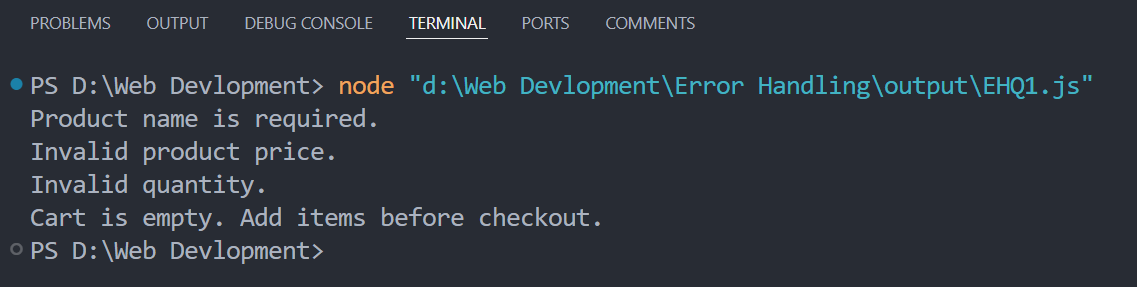 PROBLEMS OUTPUT DEBUG CONSOLE TERMINAL PORTS COMMENTS
PS D:\Web Devlopment> node "d:\Web Devlopment\Error Handling\output\EHQ1.js"
Product name is required.
Invalid product price.
Invalid quantity.
Cart is empty. Add items before checkout.
PS D:\Web Devlopment>